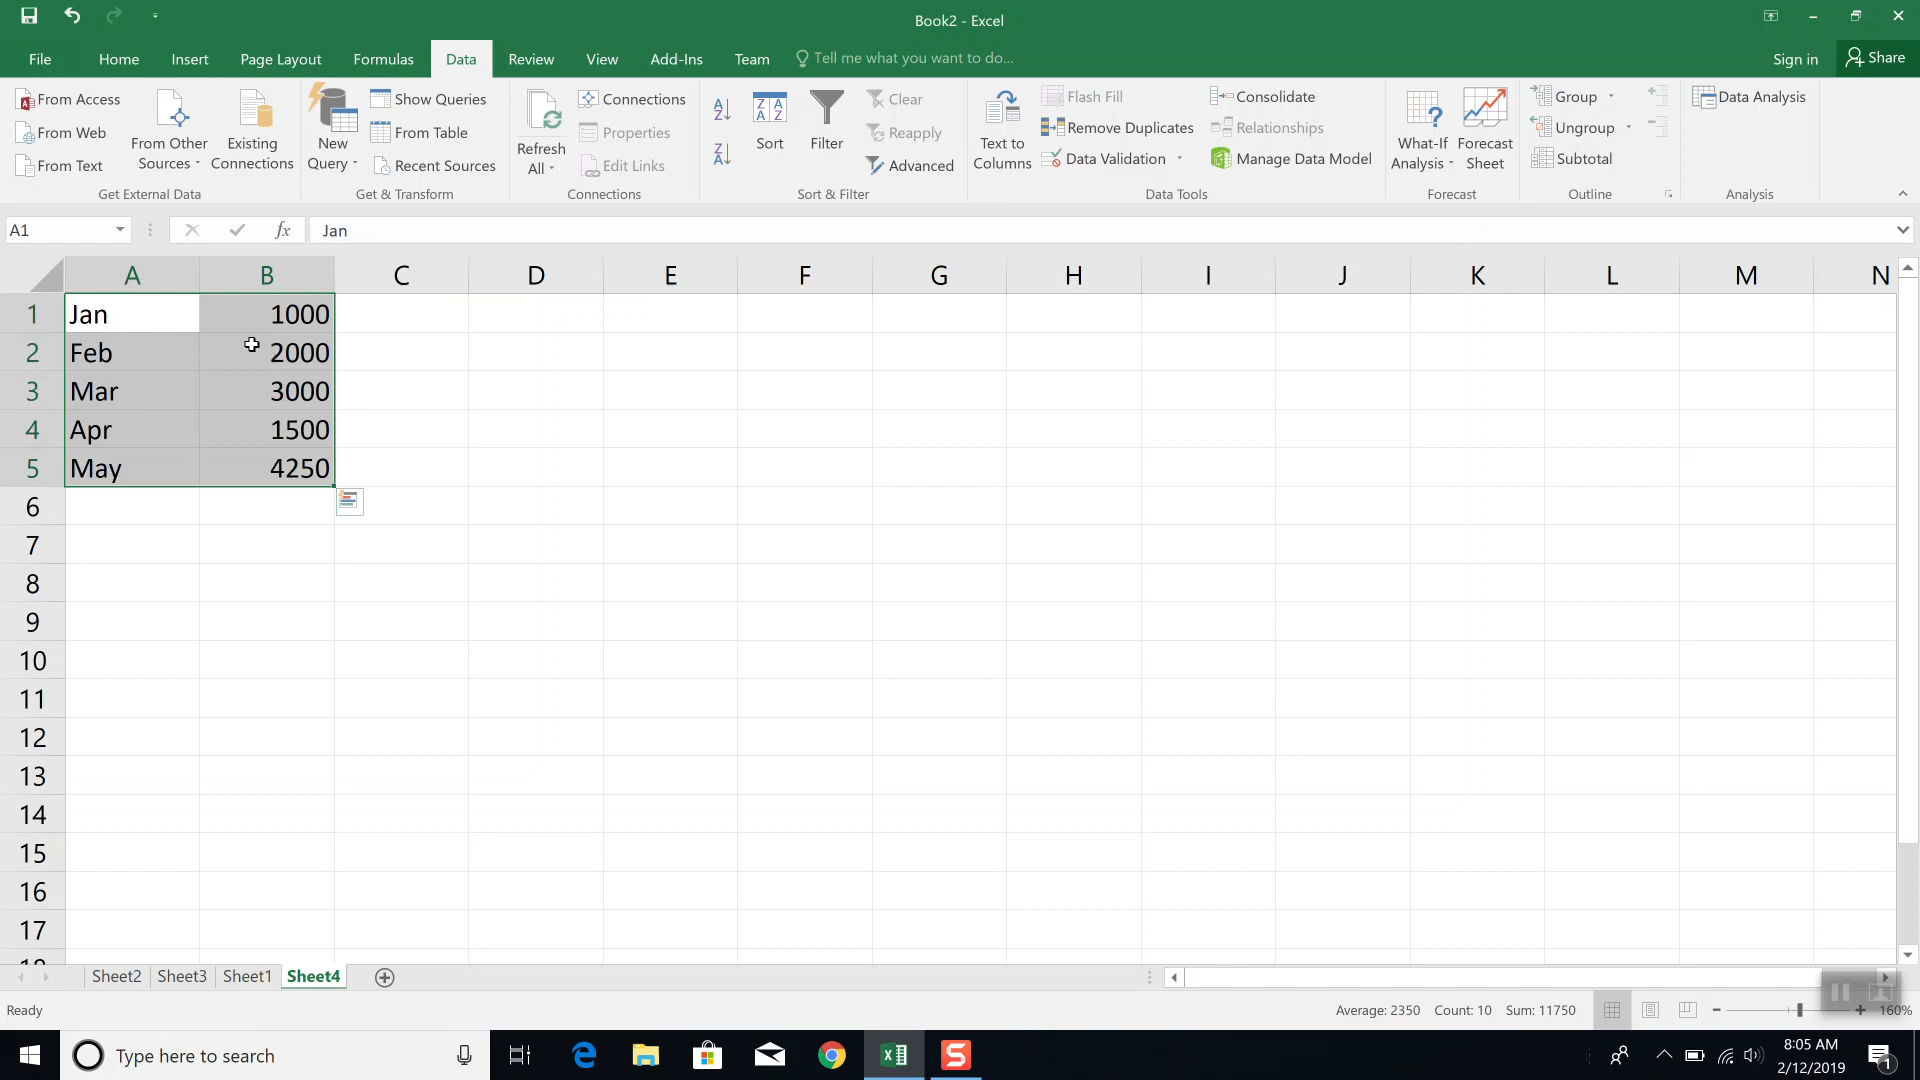 Book2 - Excel
File Home Insert Page Layout Formulas Data Review View Add-Ins Team Tell me what you want to do... Sign in Share
From Access
From Web
From Text
From Other Sources
Existing Connections
Get External Data
New Query
Show Queries
From Table
Recent Sources
Get & Transform
Refresh All
Connections
Properties
Edit Links
Connections
A Z
Z A
Z A A Z
Sort
Filter
Clear
Reapply
Advanced
Sort & Filter
Text to Columns
Flash Fill
Remove Duplicates
Data Validation
Consolidate
Relationships
Manage Data Model
Data Tools
What-If Analysis
Forecast Sheet
Forecast
Group
Ungroup
Subtotal
Outline
Data Analysis
Analysis
A1 fx Jan
A B C D E F G H I J K L M N
1 Jan 1000
2 Feb 2000
3 Mar 3000
4 Apr 1500
5 May 4250
6
7
8
9
10
11
12
13
14
15
16
17
18
Sheet2 Sheet3 Sheet1 Sheet4
Ready Average: 2350 Count: 10 Sum: 11750 160%
Type here to search
8:05 AM
2/12/2019
1